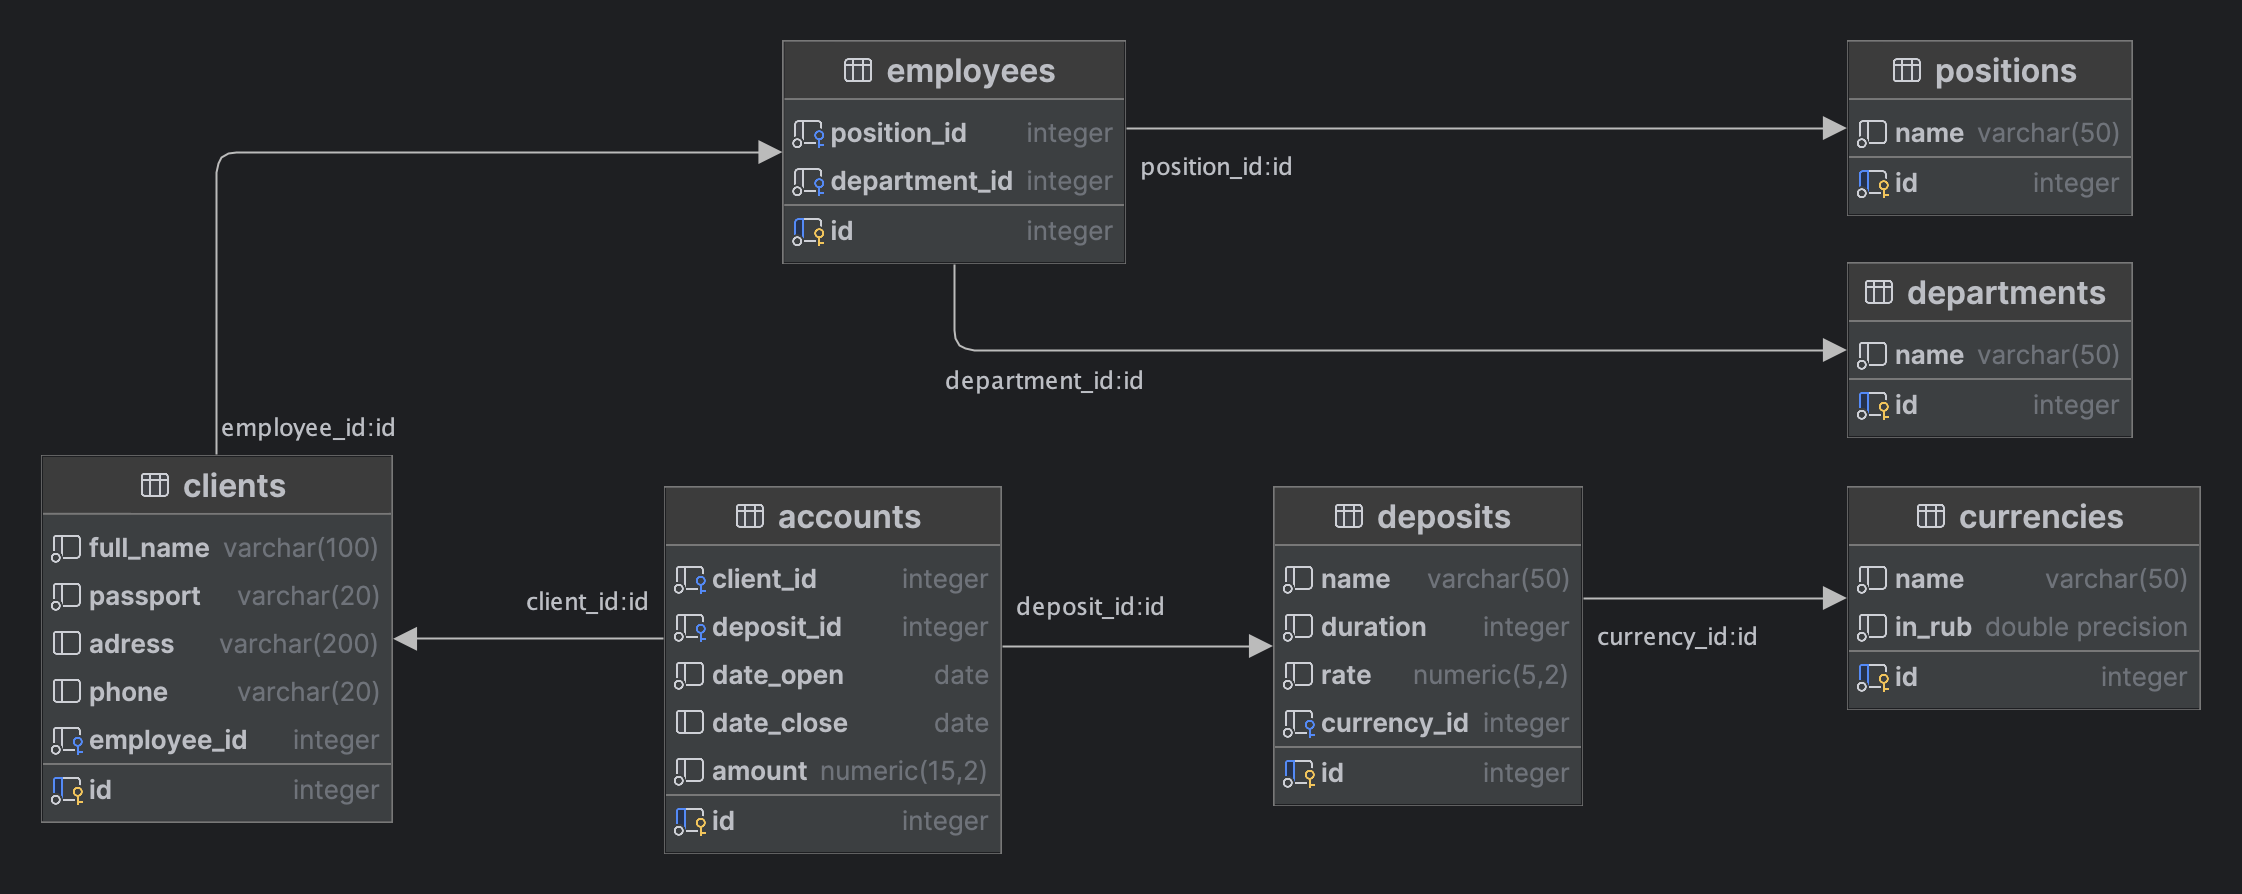 employees
position_id integer
department_id integer
id integer
positions
name varchar(50)
id integer
position_id:id
departments
name varchar(50)
id integer
department_id:id
employee_id:id
clients
full_name varchar(100)
passport varchar(20)
adress varchar(200)
phone varchar(20)
employee_id integer
id integer
client_id:id
accounts
client_id integer
deposit_id integer
date_open date
date_close date
amount numeric(15,2)
id integer
deposit_id:id
deposits
name varchar(50)
duration integer
rate numeric(5,2)
currency_id integer
id integer
currency_id:id
currencies
name varchar(50)
in_rub double precision
id integer